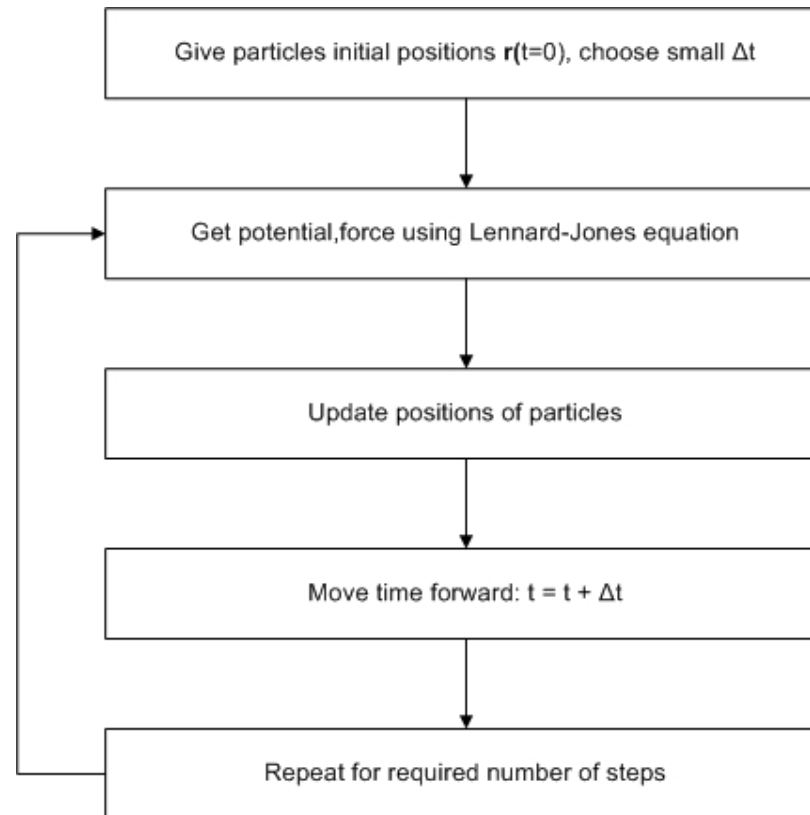 Give particles initial positions r(t=0), choose small Δt
Get potential,force using Lennard-Jones equation
Update positions of particles
Move time forward: t = t + Δt
Repeat for required number of steps